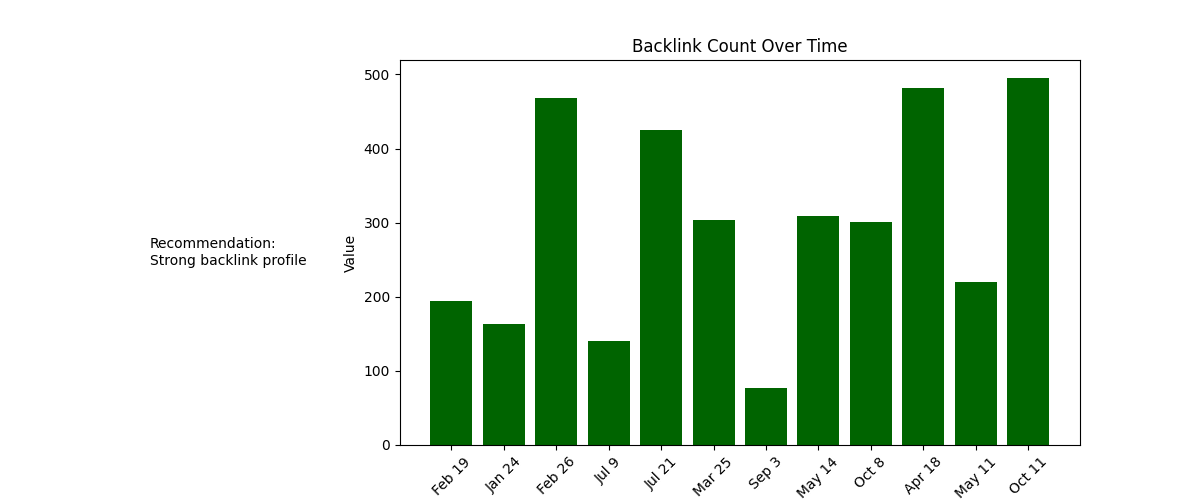 Backlink Count Over Time
Recommendation:
Strong backlink profile
Value
500
400
300
200
100
0
Feb 19
Jan 24
Feb 26
Jul 9
Jul 21
Mar 25
Sep 3
May 14
Oct 8
Apr 18
May 11
Oct 11